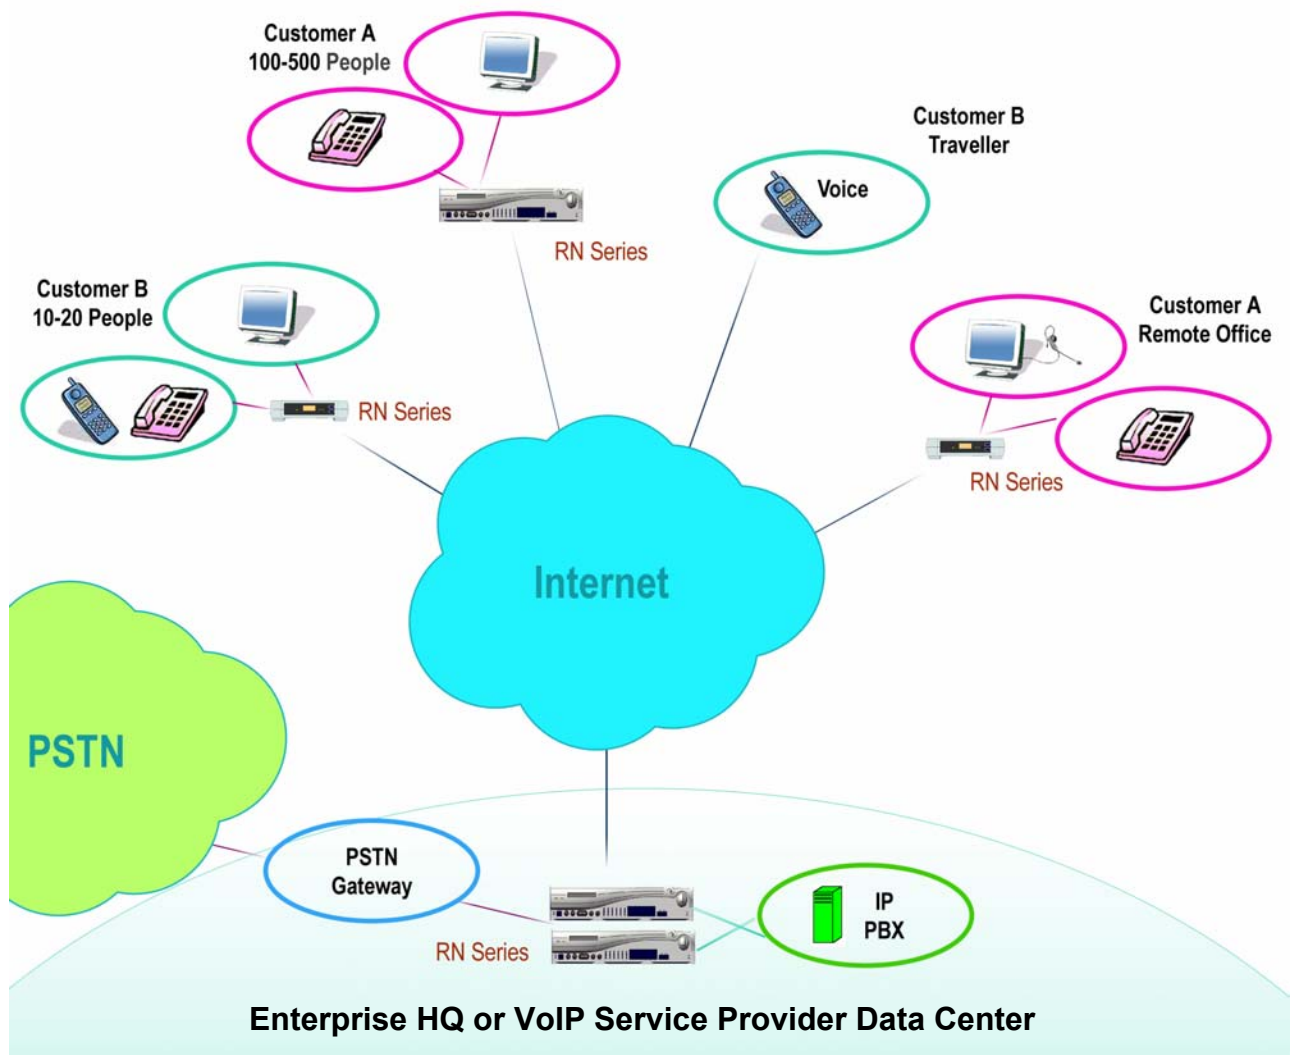 Customer A
100-500 People
Customer B
Traveller
Voice
RN Series
Customer B
10-20 People
Customer A
Remote Office
RN Series
RN Series
Internet
PSTN
PSTN
Gateway
IP
PBX
RN Series
Enterprise HQ or VoIP Service Provider Data Center